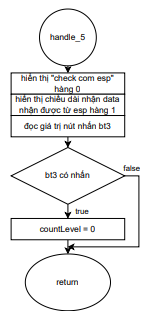 handle_5
hiển thị "check com esp"
hàng 0
hiển thị chiều dài nhận data
nhận được từ esp hàng 1
đọc giá trị nút nhấn bt3
bt3 có nhấn
false
true
countLevel = 0
return